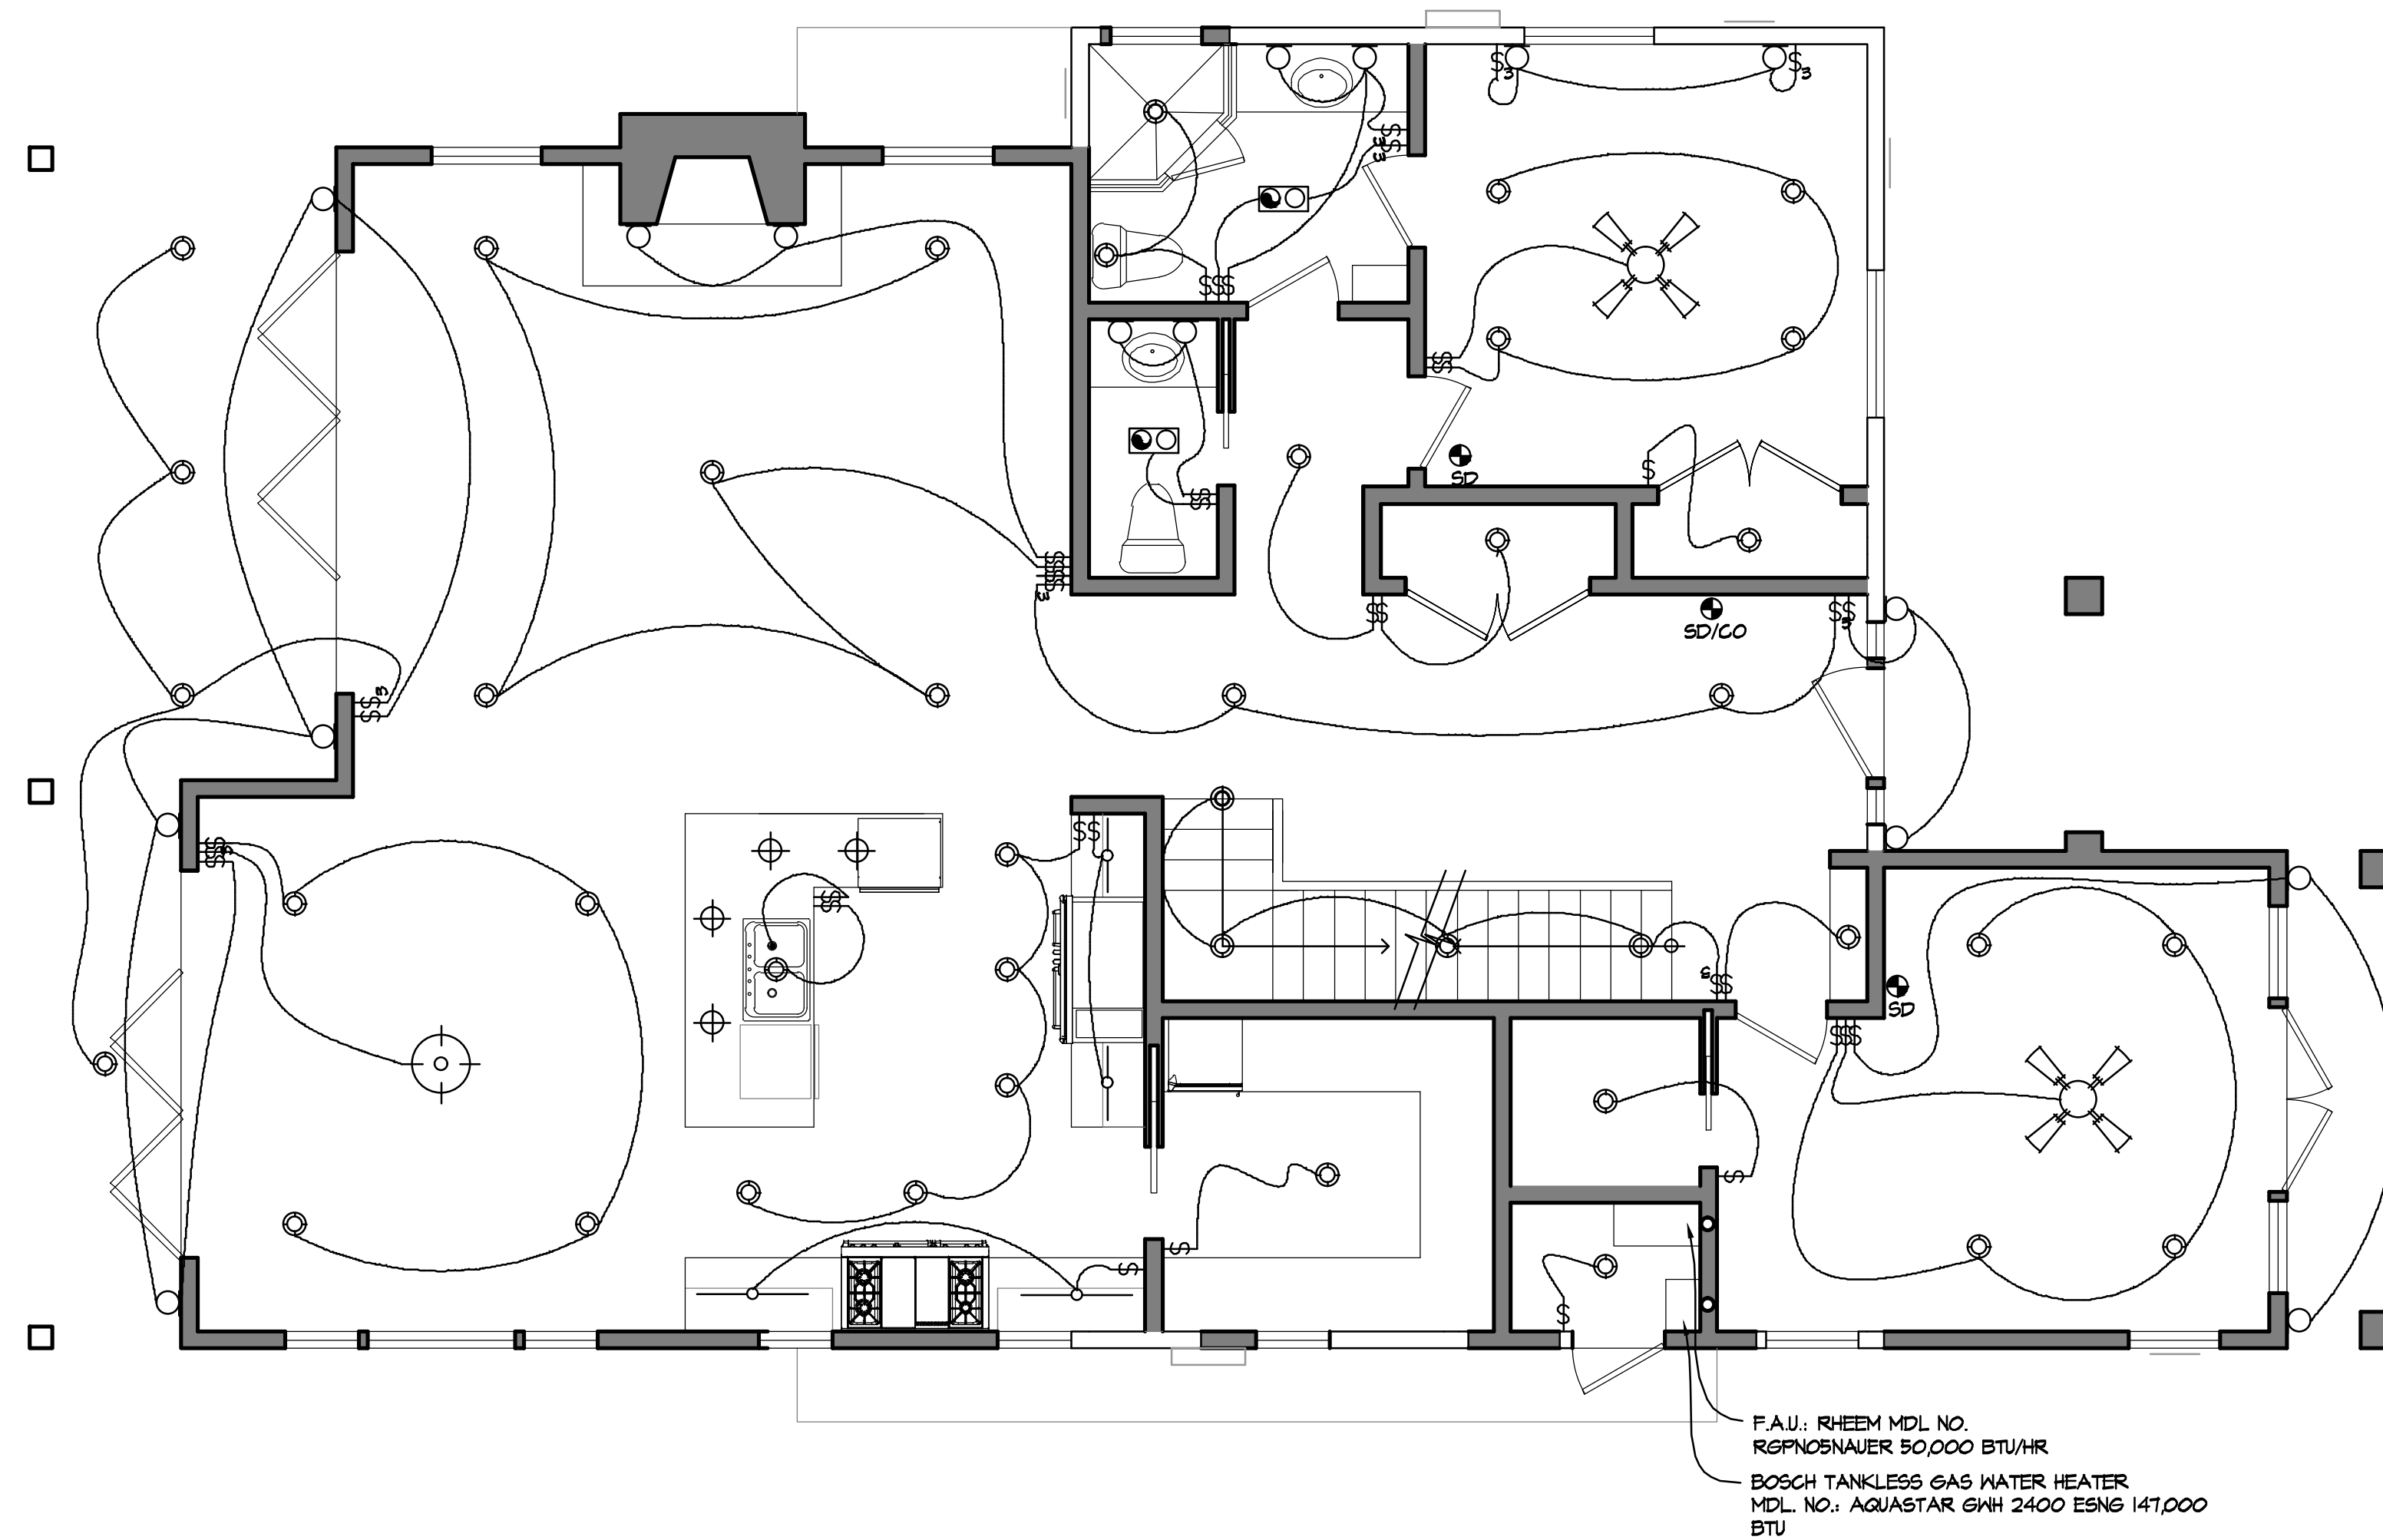 SD
SD/CO
SD
F.A.U.: RHEEM MDL NO.
RGPN05NAUER 50,000 BTU/HR
BOSCH TANKLESS GAS WATER HEATER
MDL. NO.: AQUASTAR GWH 2400 ESNG 147,000
BTU